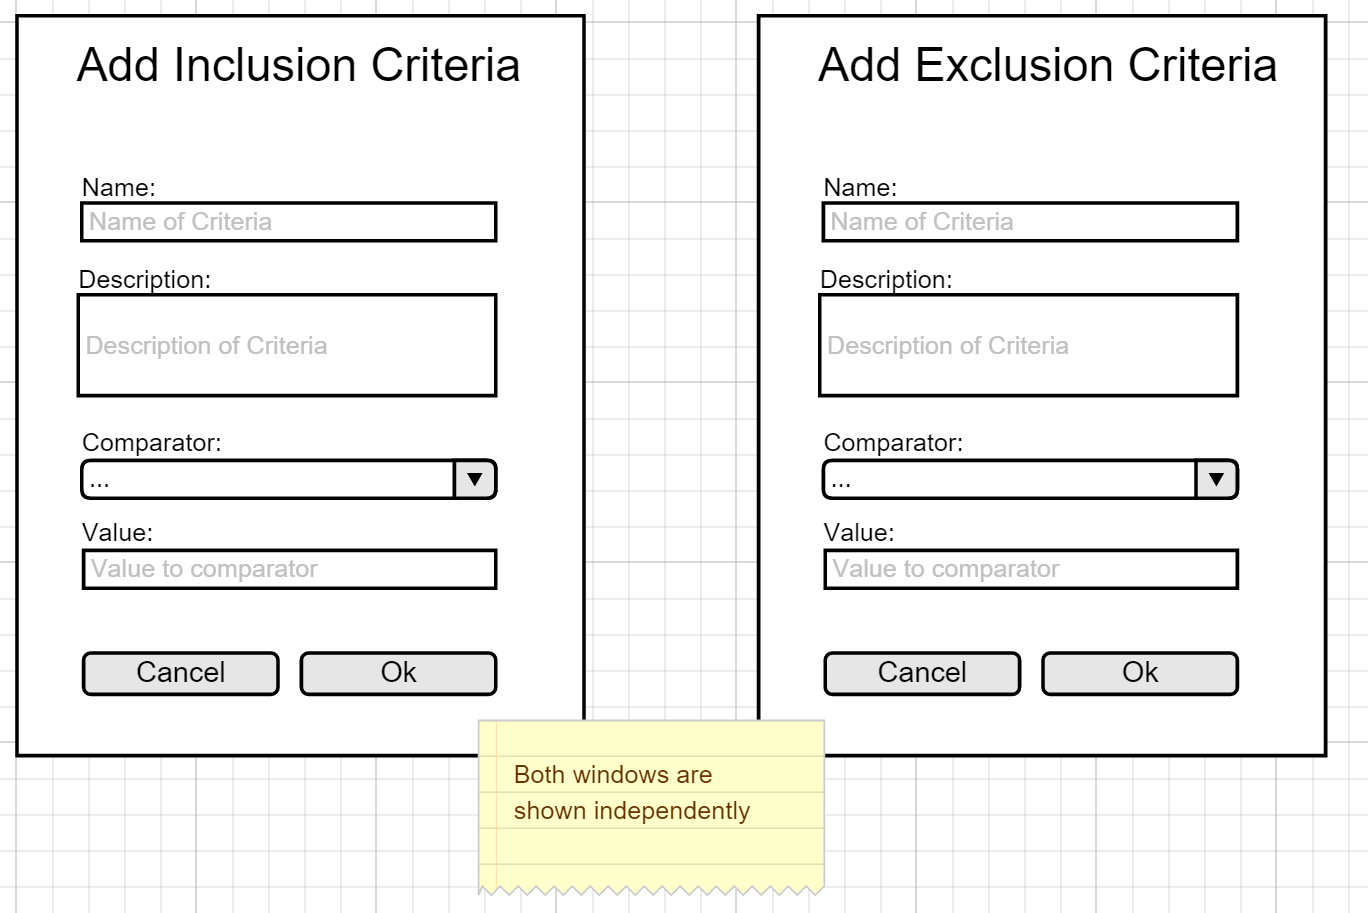 Add Inclusion Criteria
Name:
Name of Criteria
Description:
Description of Criteria
Comparator:
...
Value:
Value to comparator
Cancel
Ok
Add Exclusion Criteria
Name:
Name of Criteria
Description:
Description of Criteria
Comparator:
...
Value:
Value to comparator
Cancel
Ok
Both windows are
shown independently